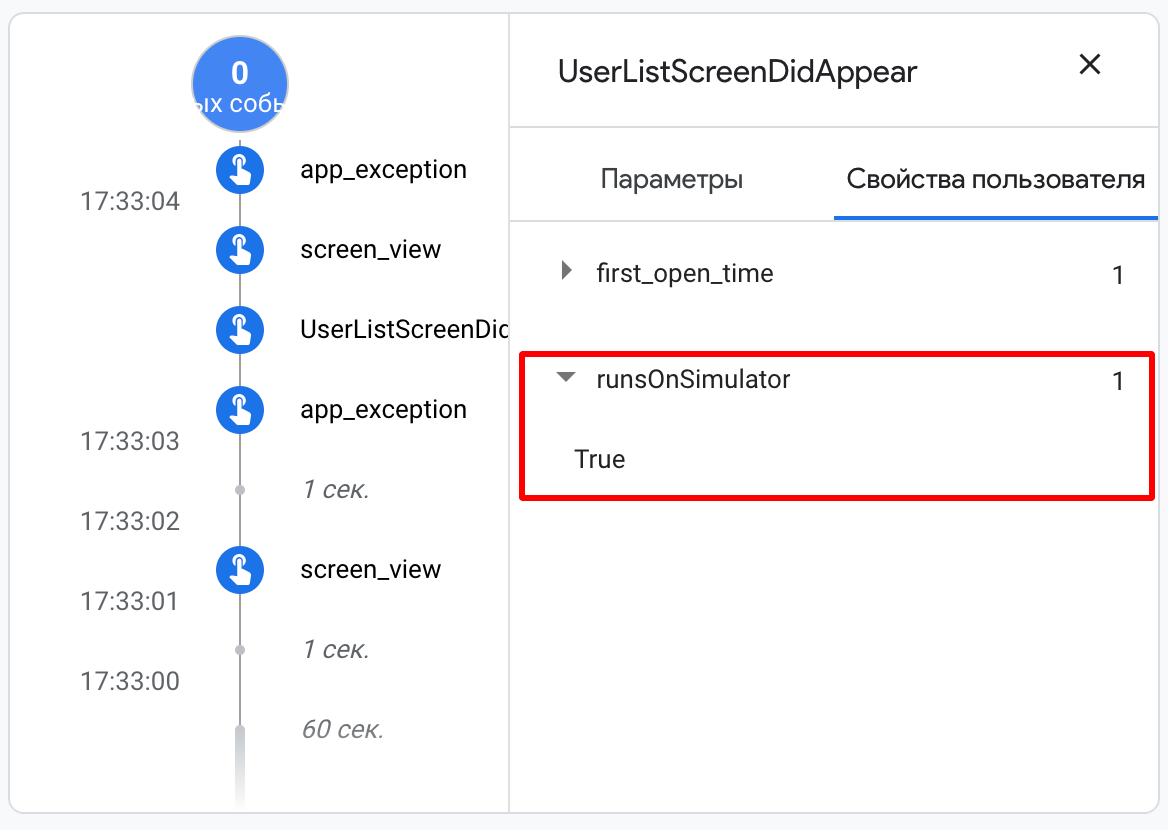 0
ых собы
app_exception
17:33:04
screen_view
UserListScreenDid
app_exception
17:33:03
1 сек.
17:33:02
screen_view
17:33:01
1 сек.
17:33:00
60 сек.
UserListScreenDidAppear
Параметры
Свойства пользователя
first_open_time 1
runsOnSimulator 1
True